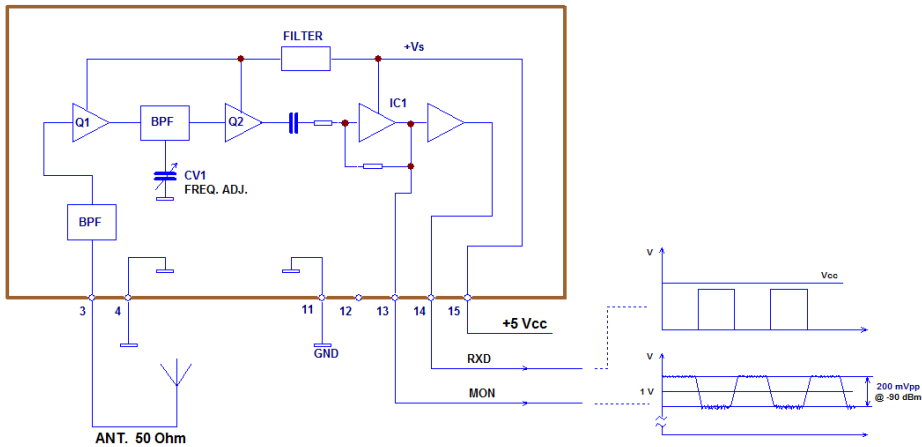 FILTER
+Vs
IC1
Q1
BPF
Q2
CV1
FREQ. ADJ.
BPF
3
4
11
12
13
14
15
+5 Vcc
GND
RXD
MON
ANT. 50 Ohm
V
Vcc
V
1 V
200 mVpp
@ -90 dBm